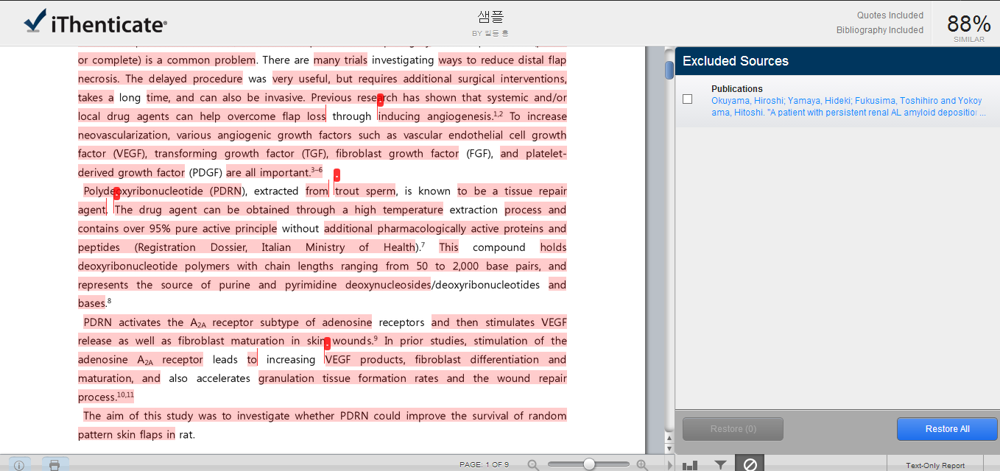 iThenticate®
샘플
BY 길동 홍
Quotes Included
Bibliography Included
88%
SIMILAR
or complete) is a common problem. There are many trials investigating ways to reduce distal flap
necrosis. The delayed procedure was very useful, but requires additional surgical interventions,
takes a long time, and can also be invasive. Previous research has shown that systemic and/or
local drug agents can help overcome flap loss through inducing angiogenesis.1,2 To increase
neovascularization, various angiogenic growth factors such as vascular endothelial cell growth
factor (VEGF), transforming growth factor (TGF), fibroblast growth factor (FGF), and platelet-
derived growth factor (PDGF) are all important.3–6
Polydeoxyribonucleotide (PDRN), extracted from trout sperm, is known to be a tissue repair
agent. The drug agent can be obtained through a high temperature extraction process and
contains over 95% pure active principle without additional pharmacologically active proteins and
peptides (Registration Dossier, Italian Ministry of Health).7 This compound holds
deoxyribonucleotide polymers with chain lengths ranging from 50 to 2,000 base pairs, and
represents the source of purine and pyrimidine deoxynucleosides/deoxyribonucleotides and
bases.8
PDRN activates the A2A receptor subtype of adenosine receptors and then stimulates VEGF
release as well as fibroblast maturation in skin wounds.9 In prior studies, stimulation of the
adenosine A2A receptor leads to increasing VEGF products, fibroblast differentiation and
maturation, and also accelerates granulation tissue formation rates and the wound repair
process.10,11
The aim of this study was to investigate whether PDRN could improve the survival of random
pattern skin flaps in rat.
Excluded Sources
Publications
Okuyama, Hiroshi; Yamaya, Hideki; Fukusima, Toshihiro and Yokoy
ama, Hitoshi. "A patient with persistent renal AL amyloid depositior ...
Restore (0)
Restore All
PAGE: 1 OF 9
Text-Only Report